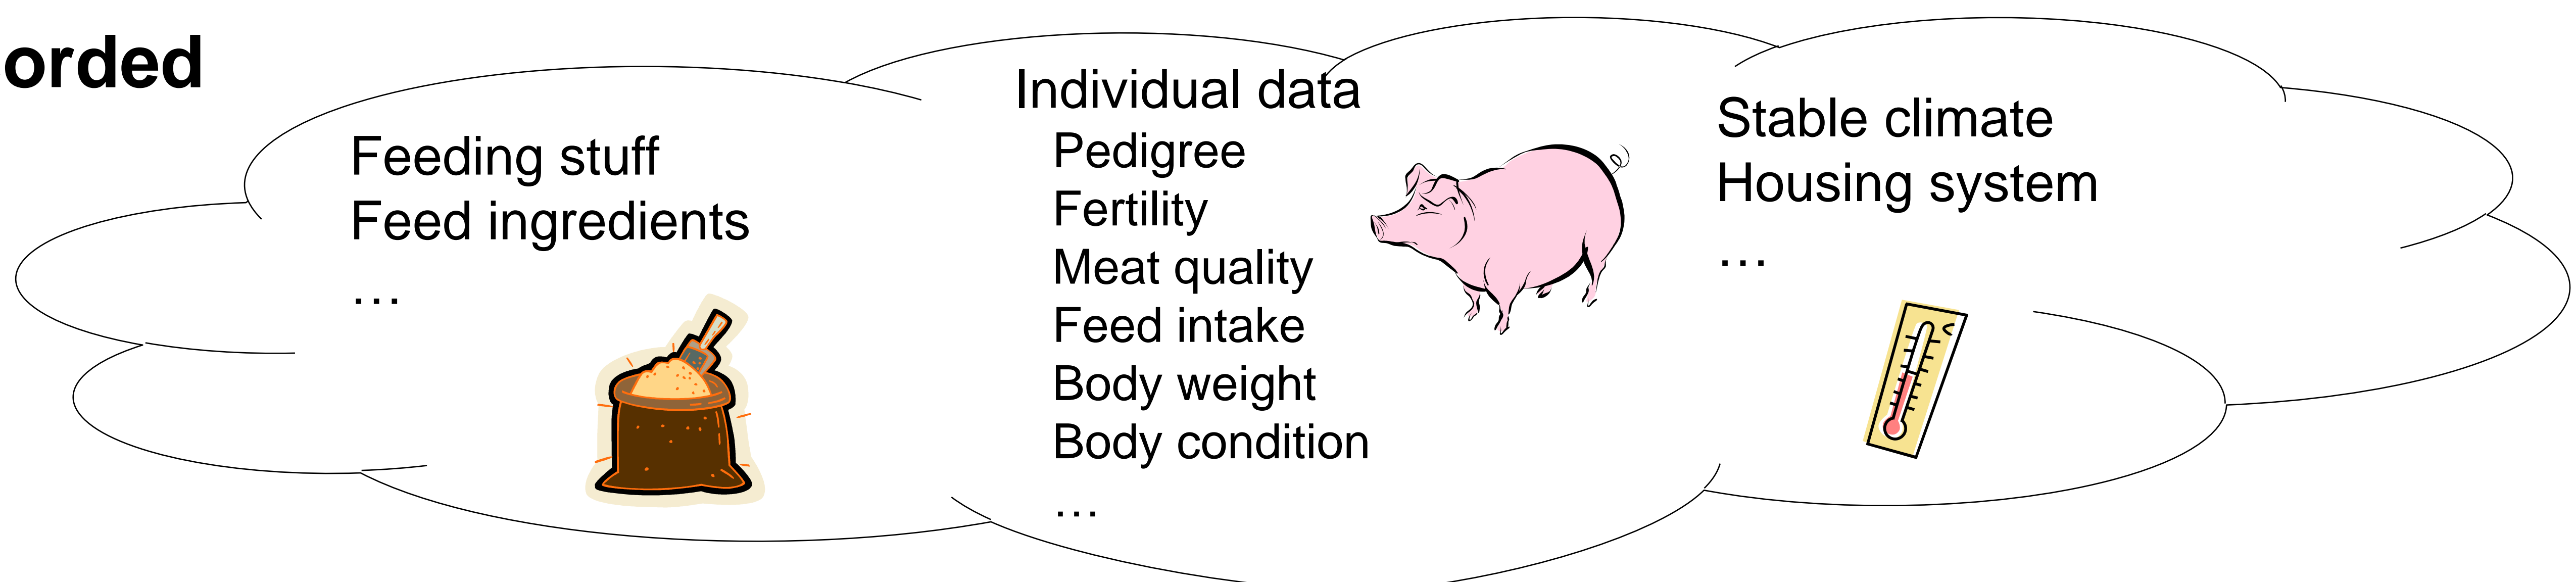 orded
Feeding stuff
Feed ingredients
…
Individual data
Pedigree
Fertility
Meat quality
Feed intake
Body weight
Body condition
…
Stable climate
Housing system
…